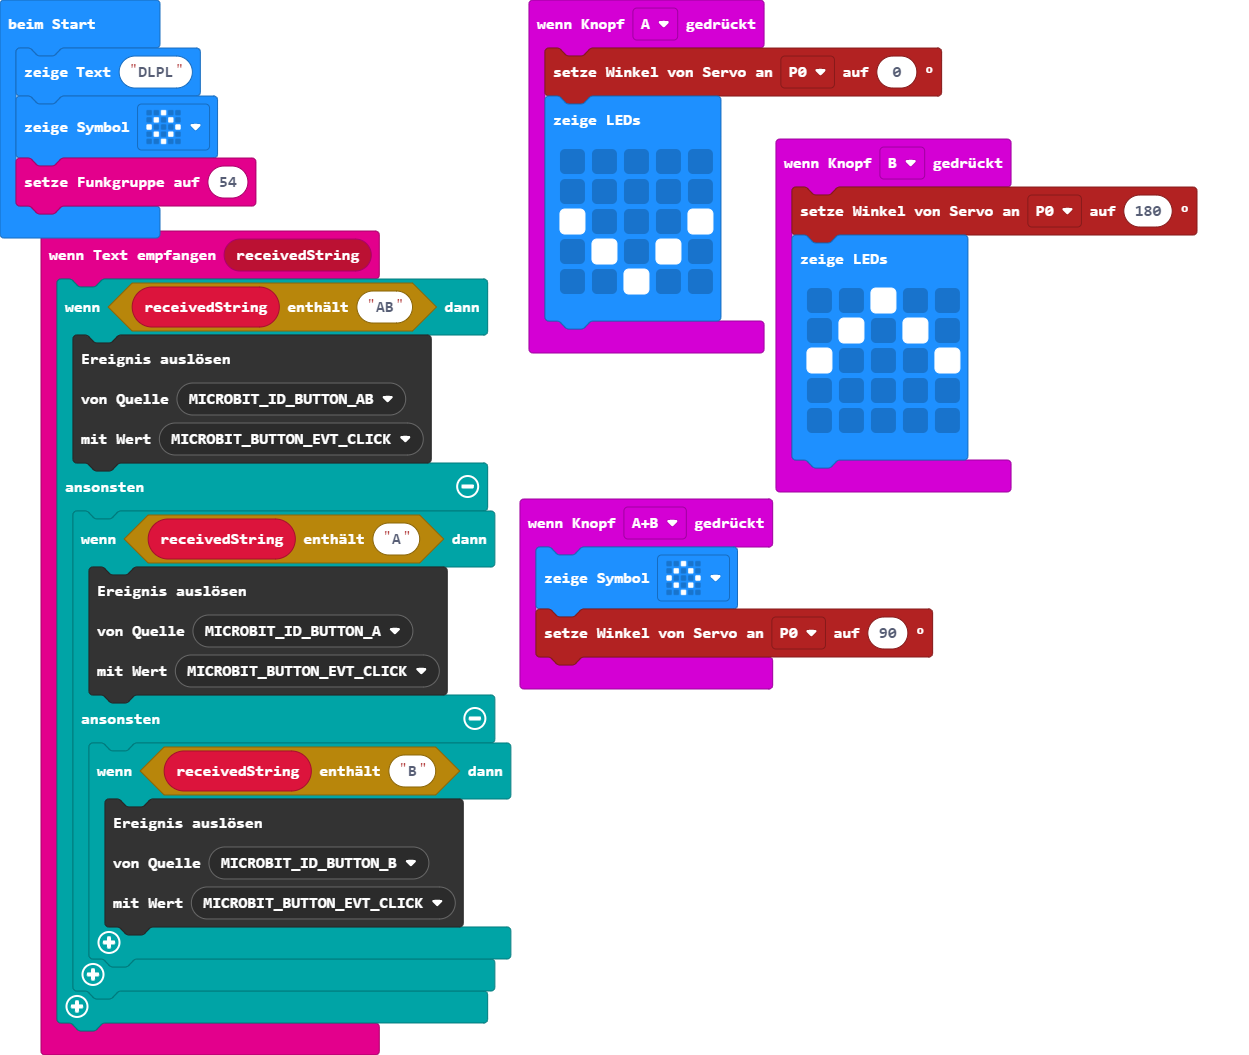 beim Start
zeige Text "DLPL"
zeige Symbol
setze Funkgruppe auf 54
wenn Text empfangen receivedString
wenn receivedString enthält "AB" dann
Ereignis auslösen
von Quelle MICROBIT_ID_BUTTON_AB
mit Wert MICROBIT_BUTTON_EVT_CLICK
ansonsten
wenn receivedString enthält "A" dann
Ereignis auslösen
von Quelle MICROBIT_ID_BUTTON_A
mit Wert MICROBIT_BUTTON_EVT_CLICK
ansonsten
wenn receivedString enthält "B" dann
Ereignis auslösen
von Quelle MICROBIT_ID_BUTTON_B
mit Wert MICROBIT_BUTTON_EVT_CLICK
wenn Knopf A gedrückt
setze Winkel von Servo an P0 auf 0 °
zeige LEDs
wenn Knopf B gedrückt
setze Winkel von Servo an P0 auf 180 °
zeige LEDs
wenn Knopf A+B gedrückt
zeige Symbol
setze Winkel von Servo an P0 auf 90 °